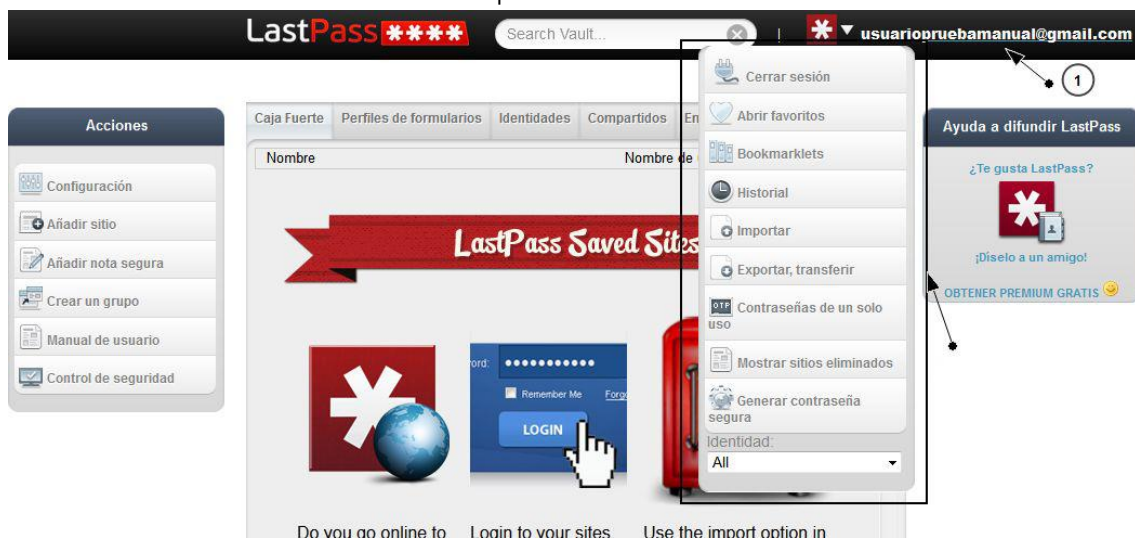 LastPass ****
Search Vault...
usuariopruebamanual@gmail.com
1
Acciones
Configuración
Añadir sitio
Añadir nota segura
Crear un grupo
Manual de usuario
Control de seguridad
Caja Fuerte
Perfiles de formularios
Identidades
Compartidos
Nombre
Nombre de
LastPass Saved Sites
Remember Me
LOGIN
Do you go online to
Login to your sites
Use the import option in
Cerrar sesión
Abrir favoritos
Bookmarklets
Historial
Importar
Exportar, transferir
OTP
Contraseñas de un solo
uso
Mostrar sitios eliminados
Generar contraseña
segura
Identidad:
All
Ayuda a difundir LastPass
¿Te gusta LastPass?
¡Díselo a un amigo!
OBTENER PREMIUM GRATIS